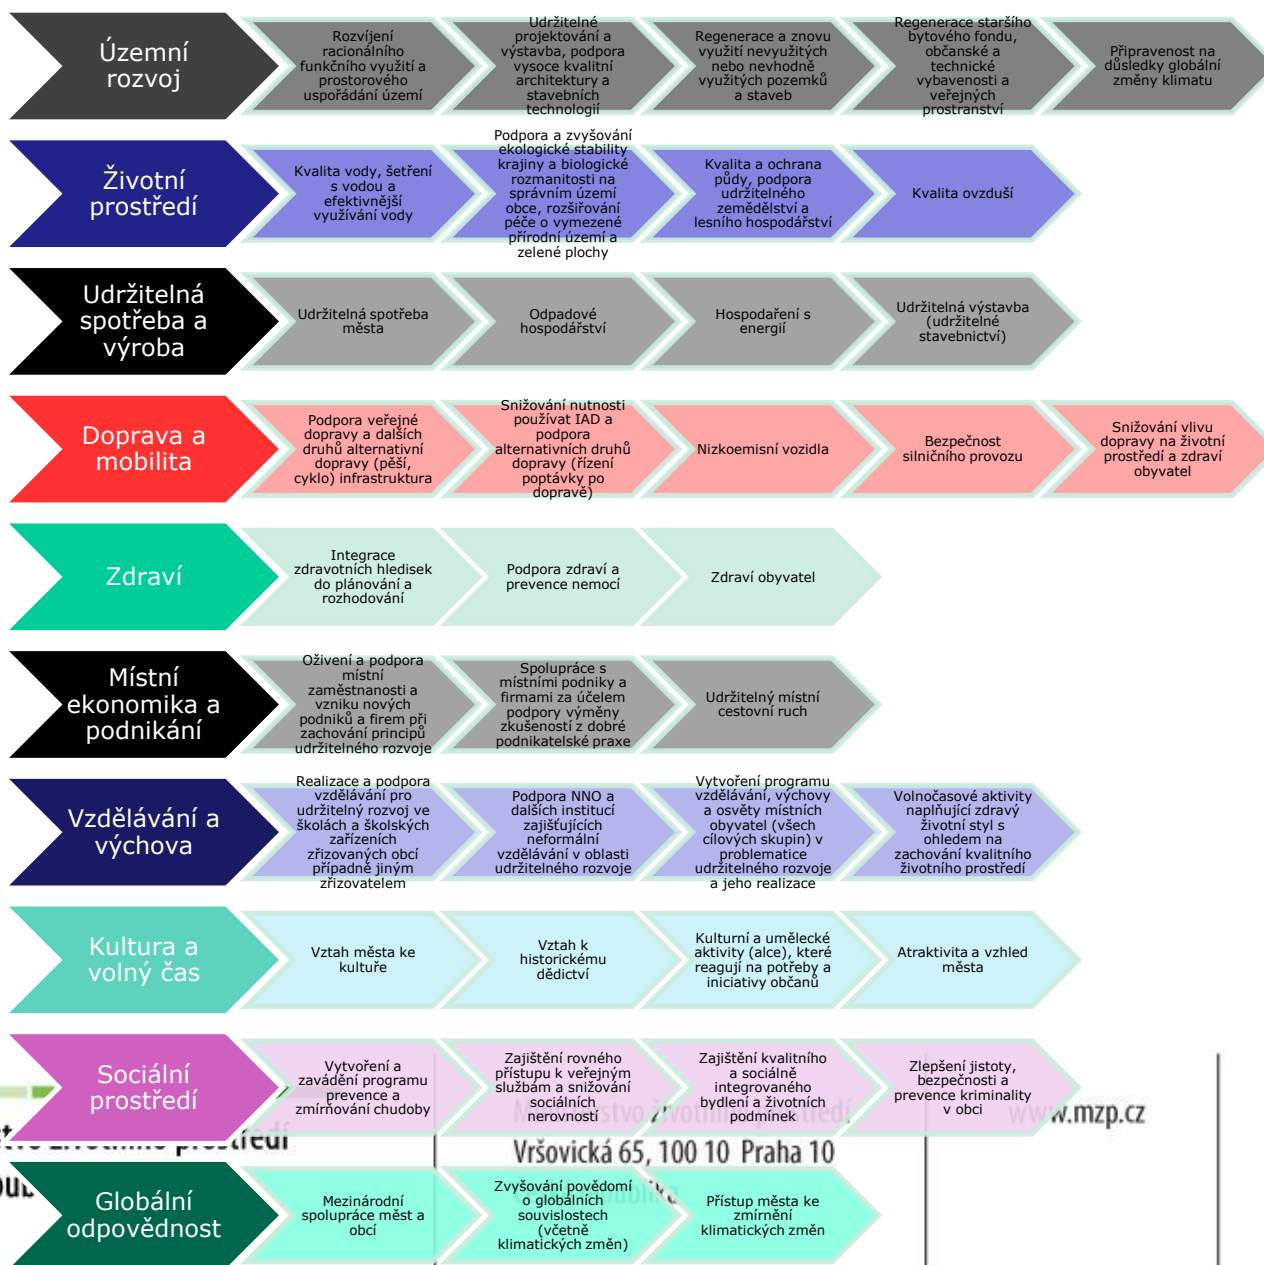 Územní
rozvoj
Rozvíjení
racionálního
funkčního využití a
prostorového
uspořádání území
Udržitelné
projektování a
výstavba, podpora
vysoce kvalitní
architektury a
stavebních
technologií
Regenerace a znovu
využití nevyužitých
nebo nevhodně
využitých pozemků
a staveb
Regenerace staršího
bytového fondu,
občanské a
technické
vybavenosti a
veřejných
prostranství
Připravenost na
důsledky globální
změny klimatu
Životní
prostředí
Kvalita vody, šetření
s vodou a
efektivnější
využívání vody
Podpora a zvyšování
ekologické stability
krajiny a biologické
rozmanitosti na
správním území
obce, rozšiřování
péče o vymezené
přírodní území a
zelené plochy
Kvalita a ochrana
půdy, podpora
udržitelného
zemědělství a
lesního hospodářství
Kvalita ovzduší
Udržitelná
spotřeba a
výroba
Udržitelná spotřeba
města
Odpadové
hospodářství
Hospodaření s
energií
Udržitelná výstavba
(udržitelné
stavebnictví)
Doprava a
mobilita
Podpora veřejné
dopravy a dalších
druhů alternativní
dopravy (pěší,
cyklo) infrastruktura
Snižování nutnosti
používat IAD a
podpora
alternativních druhů
dopravy (řízení
poptávky po
dopravě)
Nizkoemisní vozidla
Bezpečnost
silničního provozu
Snižování vlivu
dopravy na životní
prostředí a zdraví
obyvatel
Zdraví
Integrace
zdravotních hledisek
do plánování a
rozhodování
Podpora zdraví a
prevence nemocí
Zdraví obyvatel
Místní
ekonomika a
podnikání
Oživení a podpora
místní
zaměstnanosti a
vzniku nových
podniků a firem při
zachování principů
udržitelného rozvoje
Spolupráce s
místními podniky a
firmami za účelem
podpory výměny
zkušeností z dobré
podnikatelské praxe
Udržitelný místní
cestovní ruch
Vzdělávání a
výchova
Realizace a podpora
vzdělávání pro
udržitelný rozvoj ve
školách a školských
zařízeních
zřizovaných obcí
případně jiným
zřizovatelem
Podpora NNO a
dalších institucí
zajišťujících
neformální
vzdělávání v oblasti
udržitelného rozvoje
Vytvoření programu
vzdělávání, výchovy
a osvěty místních
obyvatel (všech
cílových skupin) v
problematice
udržitelného rozvoje
a jeho realizace
Volnočasové aktivity
naplňující zdravý
životní styl s
ohledem na
zachování kvalitního
životního prostředí
Kultura a
volný čas
Vztah města ke
kultuře
Vztah k
historickému
dědictví
Kulturní a umělecké
aktivity (alce), které
reagují na potřeby a
iniciativy občanů
Atraktivita a vzhled
města
Sociální
prostředí
Vytvoření a
zavádění programu
prevence a
zmírňování chudoby
Zajištění rovného
přístupu k veřejným
službám a snižování
sociálních
nerovností
Zajištění kvalitního
a sociálně
integrovaného
bydlení a životních
podmínek
Zlepšení jistoty,
bezpečnosti a
prevence kriminality
v obci
životního prostředí
www.mzp.cz
Vršovická 65, 100 10 Praha 10
Globální
odpovědnost
Mezinárodní
spolupráce měst a
obcí
Zvyšování povědomí
o globálních
souvislostech
(včetně
klimatických změn)
Přístup města ke
zmírnění
klimatických změn